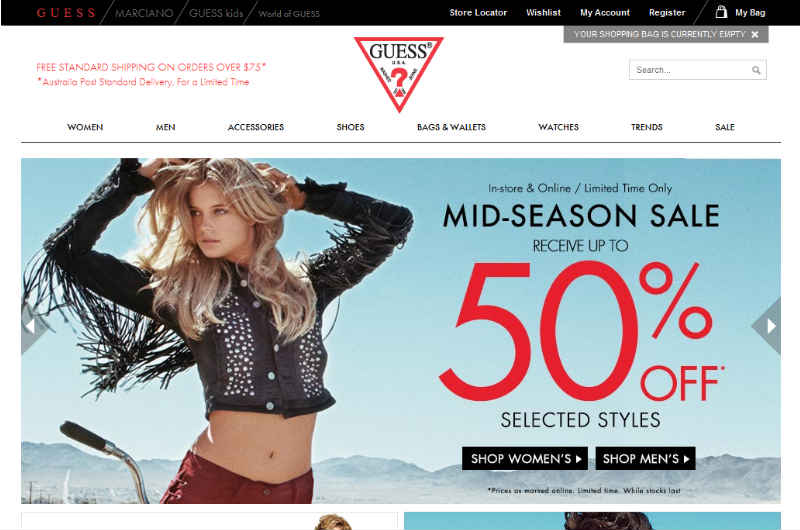 GUESS MARCIANO GUESS kids World of GUESS Store Locator Wishlist My Account Register My Bag
YOUR SHOPPING BAG IS CURRENTLY EMPTY ×
FREE STANDARD SHIPPING ON ORDERS OVER $75*
*Australia Post Standard Delivery, For a Limited Time
GUESS®
U.S.A.
?
Search...
WOMEN MEN ACCESSORIES SHOES BAGS & WALLETS WATCHES TRENDS SALE
In-store & Online / Limited Time Only
MID-SEASON SALE
RECEIVE UP TO
50% OFF*
SELECTED STYLES
SHOP WOMEN'S SHOP MEN'S
*Prices as marked online. Limited time. While stocks last